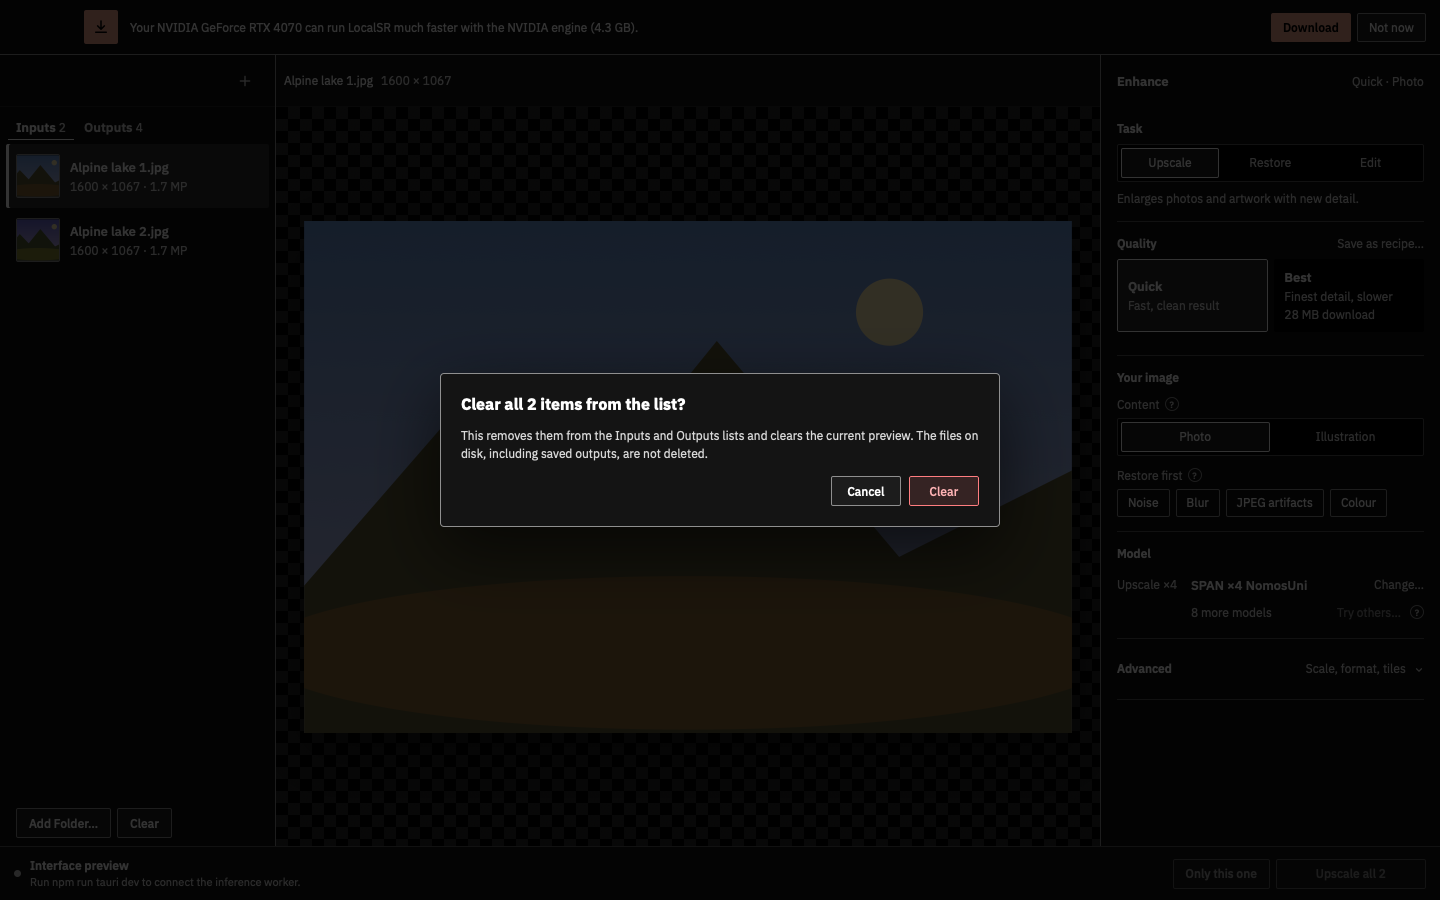 Your NVIDIA GeForce RTX 4070 can run LocalSR much faster with the NVIDIA engine (4.3 GB).
Download
Not now
Alpine lake 1.jpg 1600 × 1067
Inputs 2
Outputs 4
Alpine lake 1.jpg
1600 × 1067 · 1.7 MP
Alpine lake 2.jpg
1600 × 1067 · 1.7 MP
Add Folder...
Clear
Clear all 2 items from the list?
This removes them from the Inputs and Outputs lists and clears the current preview. The files on
disk, including saved outputs, are not deleted.
Cancel
Clear
Enhance
Quick · Photo
Task
Upscale
Restore
Edit
Enlarges photos and artwork with new detail.
Quality
Save as recipe...
Quick
Fast, clean result
Best
Finest detail, slower
28 MB download
Your image
Content ?
Photo
Illustration
Restore first ?
Noise
Blur
JPEG artifacts
Colour
Model
Upscale ×4
SPAN ×4 NomosUni
Change...
8 more models
Try others... ?
Advanced
Scale, format, tiles
Interface preview
Run npm run tauri dev to connect the inference worker.
Only this one
Upscale all 2